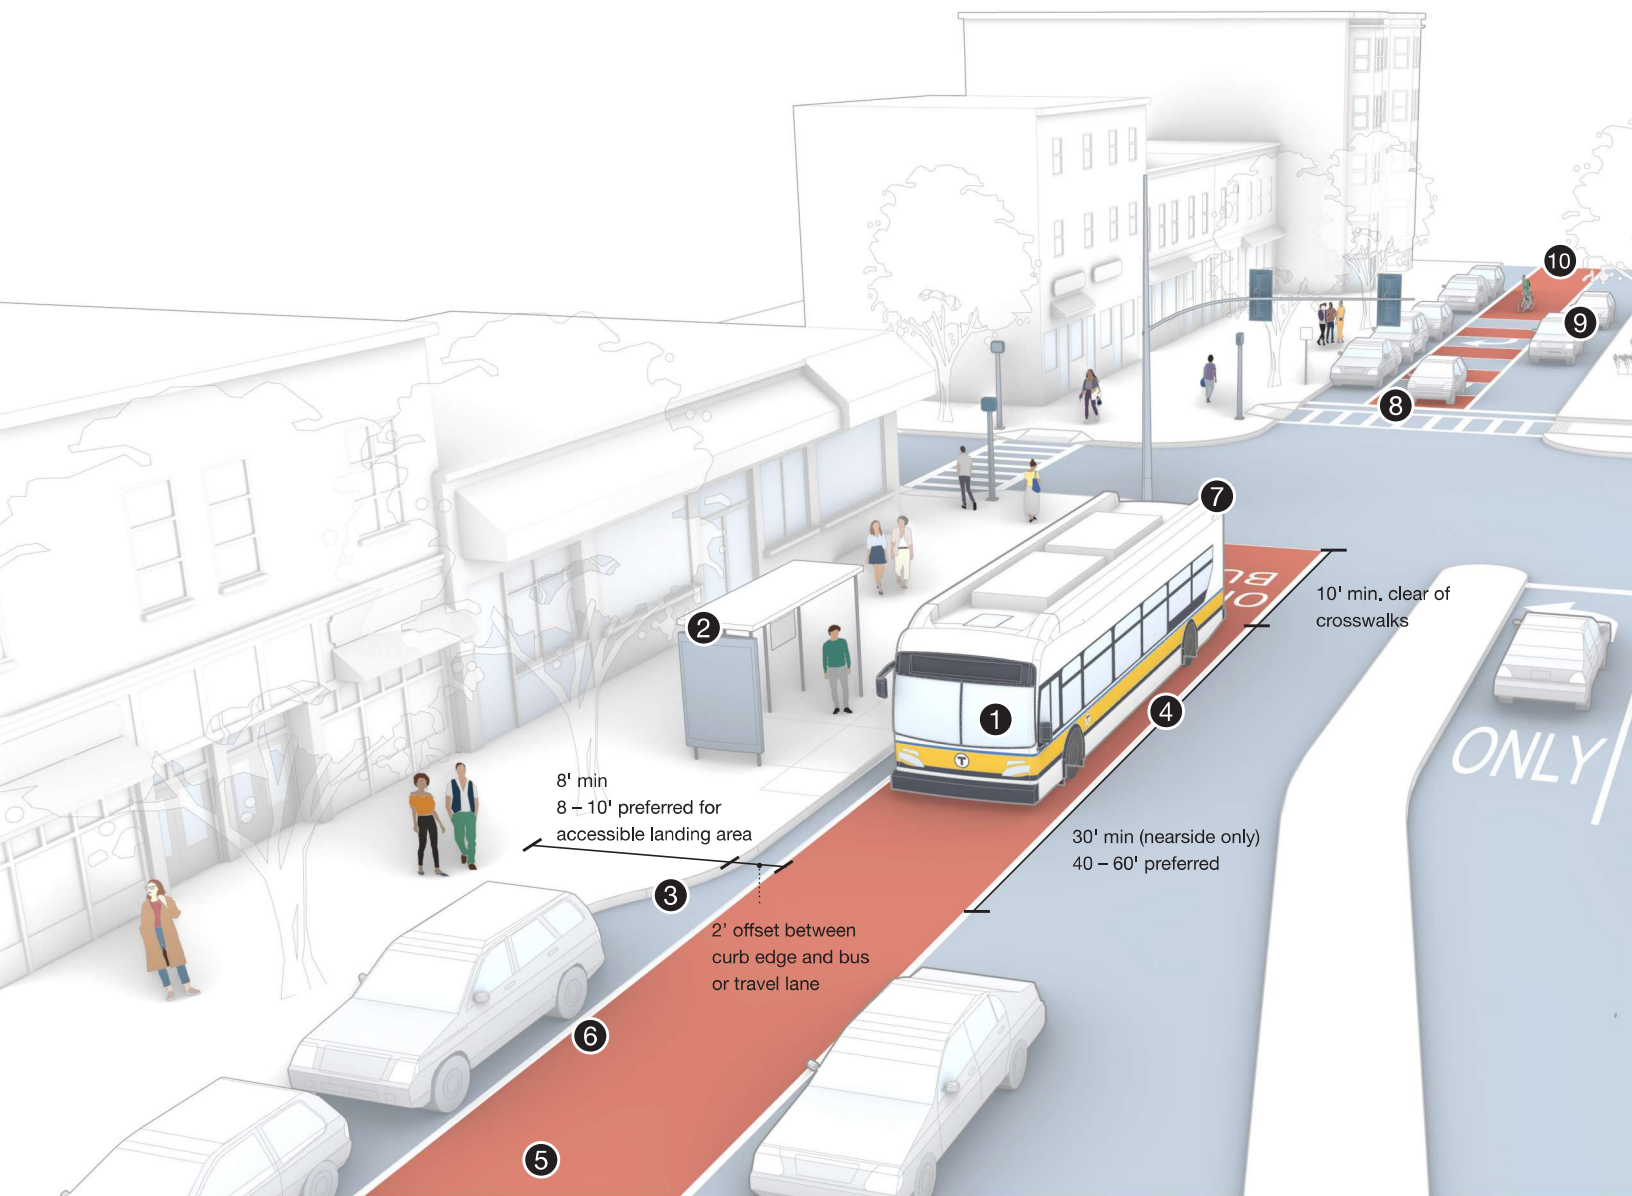 10
9
8
7
ON
BU
10' min. clear of
crosswalks
2
1
T
4
ONLY
8' min
8 – 10' preferred for
accessible landing area
30' min (nearside only)
40 – 60' preferred
3
2’ offset between
curb edge and bus
or travel lane
6
5